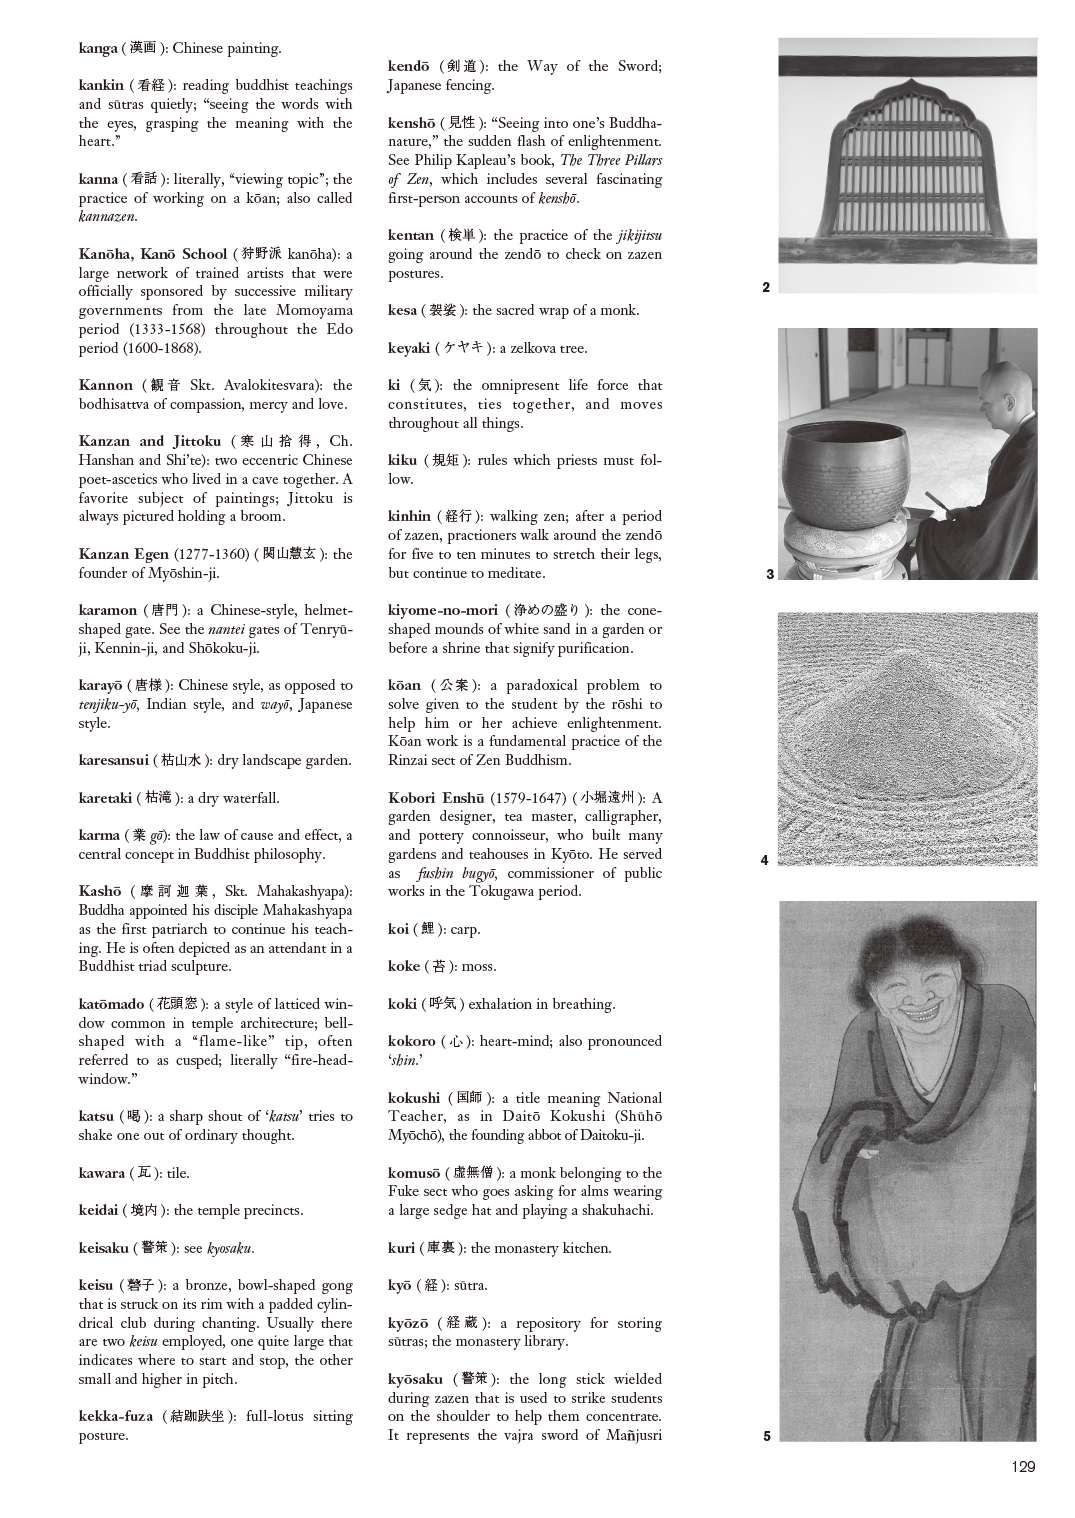 kanga ( 漢画 ): Chinese painting.
kankin ( 看経 ): reading buddhist teachings
and sūtras quietly; “seeing the words with
the eyes, grasping the meaning with the
heart.”
kanna ( 看話 ): literally, “viewing topic”; the
practice of working on a kōan; also called
kannazen.
Kanōha, Kanō School ( 狩野派 kanōha): a
large network of trained artists that were
officially sponsored by successive military
governments from the late Momoyama
period (1333-1568) throughout the Edo
period (1600-1868).
Kannon ( 観音 Skt. Avalokitesvara): the
bodhisattva of compassion, mercy and love.
Kanzan and Jittoku ( 寒山拾得, Ch.
Hanshan and Shi’te): two eccentric Chinese
poet-ascetics who lived in a cave together. A
favorite subject of paintings; Jittoku is
always pictured holding a broom.
Kanzan Egen (1277-1360) ( 関山慧玄 ): the
founder of Myōshin-ji.
karamon ( 唐門 ): a Chinese-style, helmet-
shaped gate. See the nantei gates of Tenryū-
ji, Kennin-ji, and Shōkoku-ji.
karayō ( 唐様 ): Chinese style, as opposed to
tenjiku-yō, Indian style, and wayō, Japanese
style.
karesansui ( 枯山水 ): dry landscape garden.
karetaki ( 枯滝 ): a dry waterfall.
karma ( 業 gō): the law of cause and effect, a
central concept in Buddhist philosophy.
Kashō ( 摩訶迦葉, Skt. Mahakashyapa):
Buddha appointed his disciple Mahakashyapa
as the first patriarch to continue his teach-
ing. He is often depicted as an attendant in a
Buddhist triad sculpture.
katōmado ( 花頭窓 ): a style of latticed win-
dow common in temple architecture; bell-
shaped with a “flame-like” tip, often
referred to as cusped; literally “fire-head-
window.”
katsu ( 喝 ): a sharp shout of ‘katsu’ tries to
shake one out of ordinary thought.
kawara ( 瓦 ): tile.
keidai ( 境内 ): the temple precincts.
keisaku ( 警策 ): see kyosaku.
keisu ( 磬子 ): a bronze, bowl-shaped gong
that is struck on its rim with a padded cylin-
drical club during chanting. Usually there
are two keisu employed, one quite large that
indicates where to start and stop, the other
small and higher in pitch.
kekka-fuza ( 結跏趺坐 ): full-lotus sitting
posture.
kendō ( 剣道 ): the Way of the Sword;
Japanese fencing.
kenshō ( 見性 ): “Seeing into one’s Buddha-
nature,” the sudden flash of enlightenment.
See Philip Kapleau’s book, The Three Pillars
of Zen, which includes several fascinating
first-person accounts of kenshō.
kentan ( 検単 ): the practice of the jikijitsu
going around the zendō to check on zazen
postures.
kesa ( 袈裟 ): the sacred wrap of a monk.
keyaki ( ケヤキ ): a zelkova tree.
ki ( 気 ): the omnipresent life force that
constitutes, ties together, and moves
throughout all things.
kiku ( 規矩 ): rules which priests must fol-
low.
kinhin ( 経行 ): walking zen; after a period
of zazen, practioners walk around the zendō
for five to ten minutes to stretch their legs,
but continue to meditate.
kiyome-no-mori ( 浄めの盛り ): the cone-
shaped mounds of white sand in a garden or
before a shrine that signify purification.
kōan ( 公案 ): a paradoxical problem to
solve given to the student by the rōshi to
help him or her achieve enlightenment.
Kōan work is a fundamental practice of the
Rinzai sect of Zen Buddhism.
Kobori Enshū (1579-1647) ( 小堀遠州 ): A
garden designer, tea master, calligrapher,
and pottery connoisseur, who built many
gardens and teahouses in Kyōto. He served
as fushin bugyō, commissioner of public
works in the Tokugawa period.
koi ( 鯉 ): carp.
koke ( 苔 ): moss.
koki ( 呼気 ) exhalation in breathing.
kokoro ( 心 ): heart-mind; also pronounced
‘shin.’
kokushi ( 国師 ): a title meaning National
Teacher, as in Daitō Kokushi (Shūhō
Myōchō), the founding abbot of Daitoku-ji.
komusō ( 虚無僧 ): a monk belonging to the
Fuke sect who goes asking for alms wearing
a large sedge hat and playing a shakuhachi.
kuri ( 庫裏 ): the monastery kitchen.
kyō ( 経 ): sūtra.
kyōzō ( 経蔵 ): a repository for storing
sūtras; the monastery library.
kyōsaku ( 警策 ): the long stick wielded
during zazen that is used to strike students
on the shoulder to help them concentrate.
It represents the vajra sword of Mañjusri
2
3
4
5
129